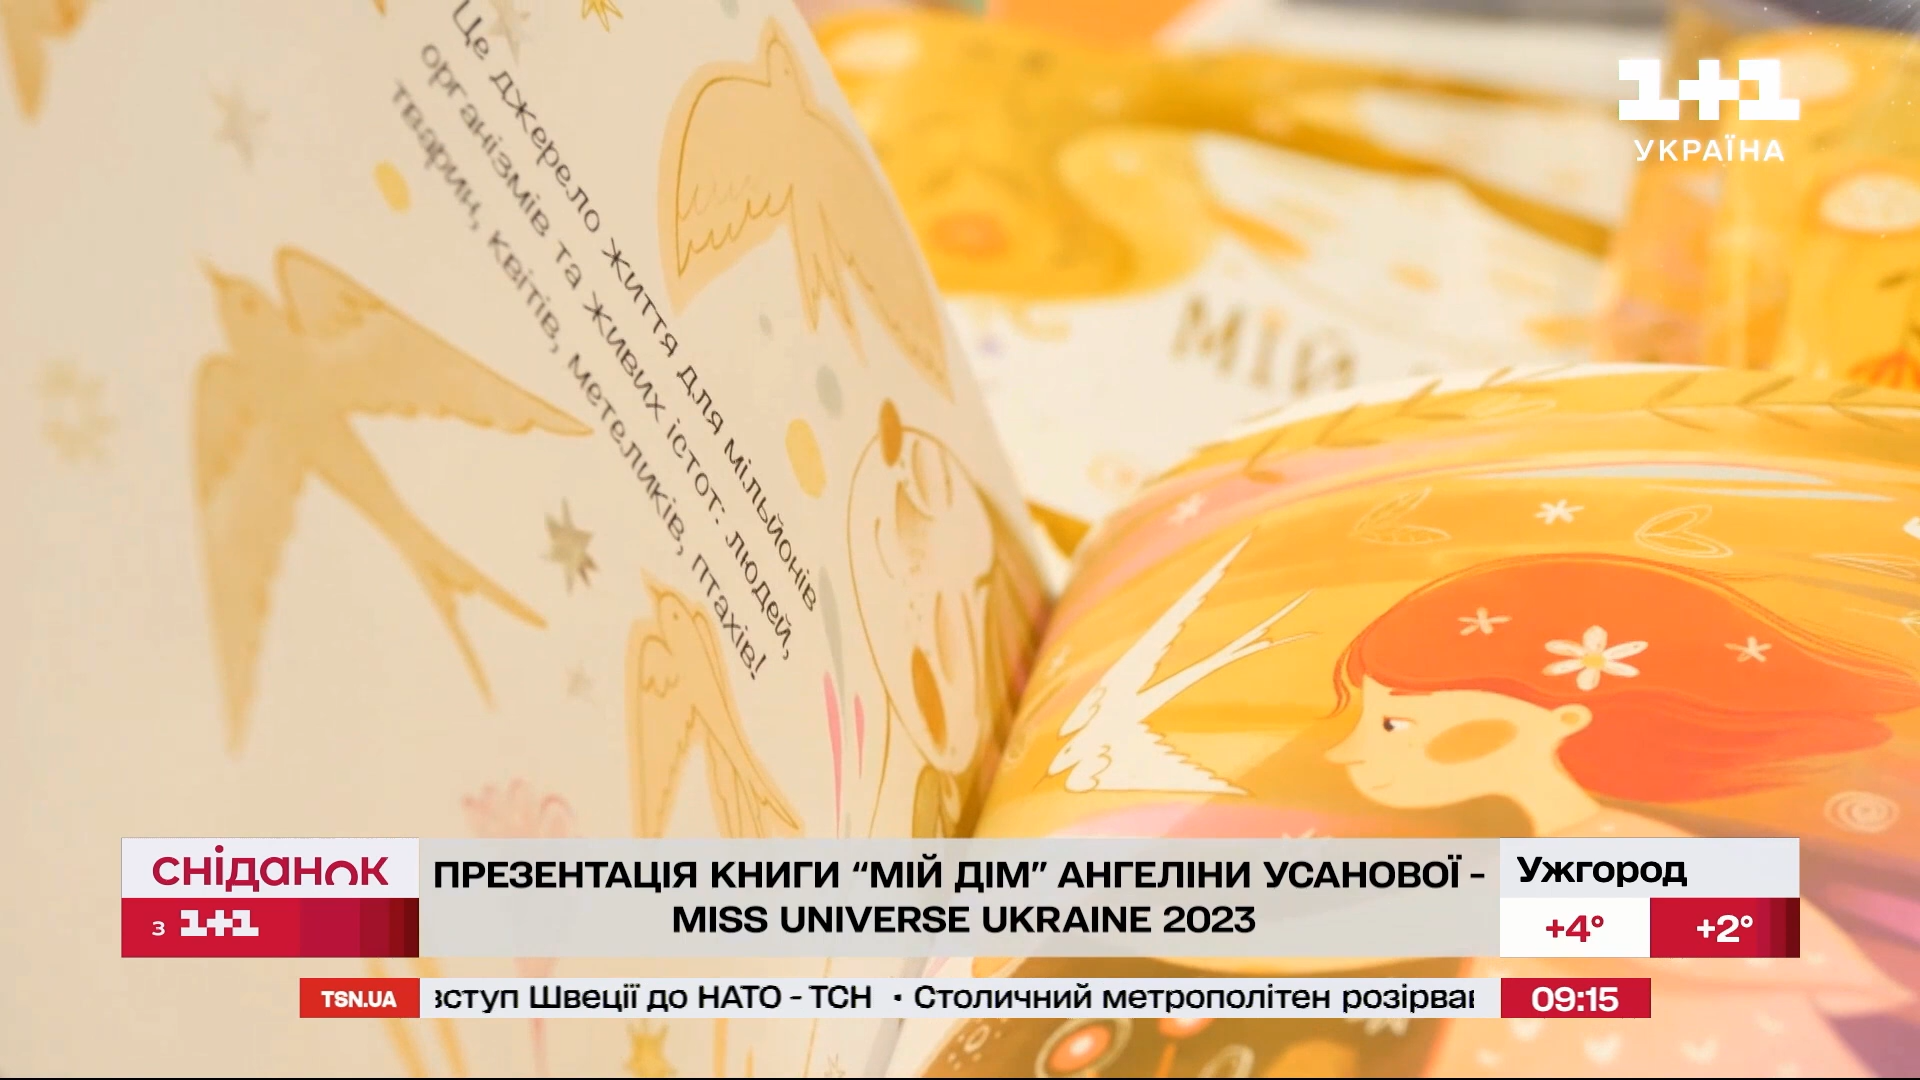 Це джерело життя для мільйонів
організмів та живих істот: людей,
тварин, квітів, метеликів, птахів!
1+1
УКРАЇНА
МІЙ
СНІДАНОК
з 1+1
ПРЕЗЕНТАЦІЯ КНИГИ “МІЙ ДІМ” АНГЕЛІНИ УСАНОВОЇ -
MISS UNIVERSE UKRAINE 2023
Ужгород
+4° +2°
TSN.UA
вступ Швеції до НАТО - ТСН • Столичний метрополітен розірвав
09:15